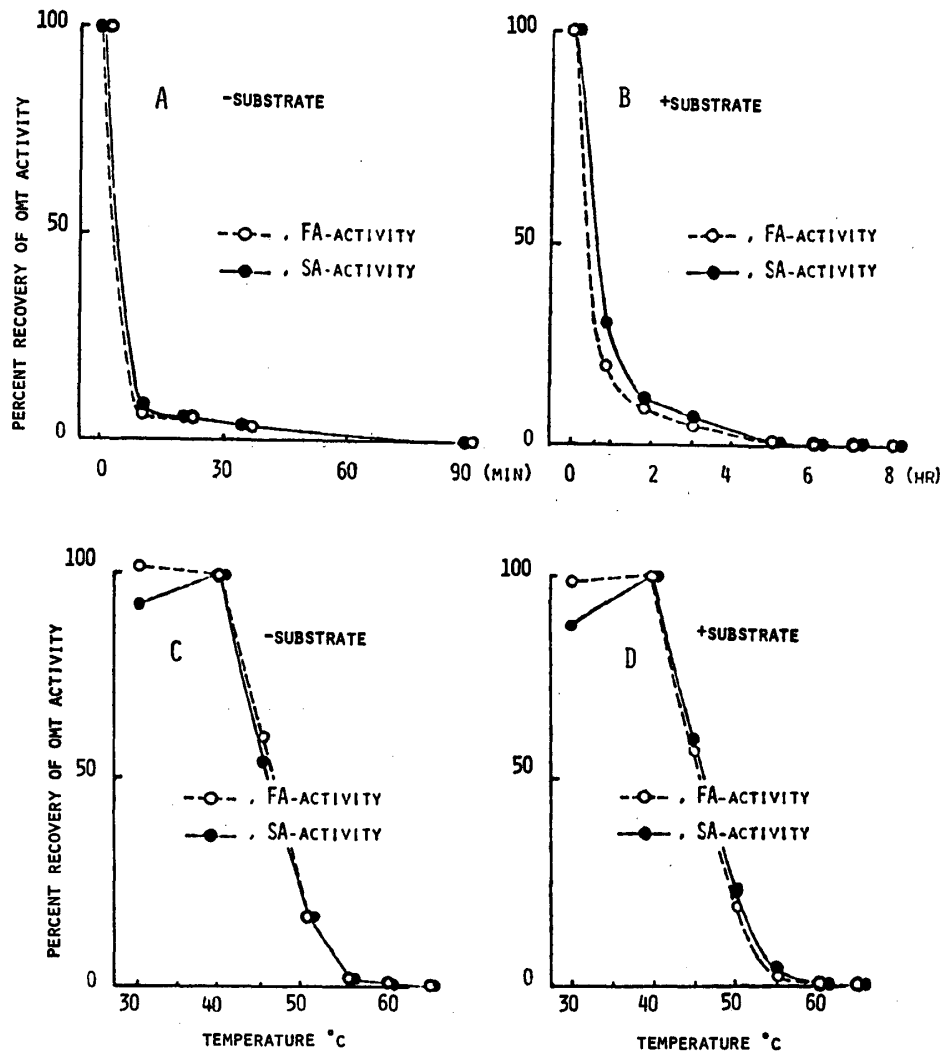 PERCENT RECOVERY OF OMT ACTIVITY
100
50
0
A
-SUBSTRATE
, FA-ACTIVITY
, SA-ACTIVITY
0 30 60 90 (MIN)
100
50
0
B
+SUBSTRATE
, FA-ACTIVITY
, SA-ACTIVITY
0 2 4 6 8 (HR)
PERCENT RECOVERY OF OMT ACTIVITY
100
50
0
C
-SUBSTRATE
, FA-ACTIVITY
, SA-ACTIVITY
30 40 50 60
TEMPERATURE °C
100
50
0
D
+SUBSTRATE
, FA-ACTIVITY
, SA-ACTIVITY
30 40 50 60
TEMPERATURE °C